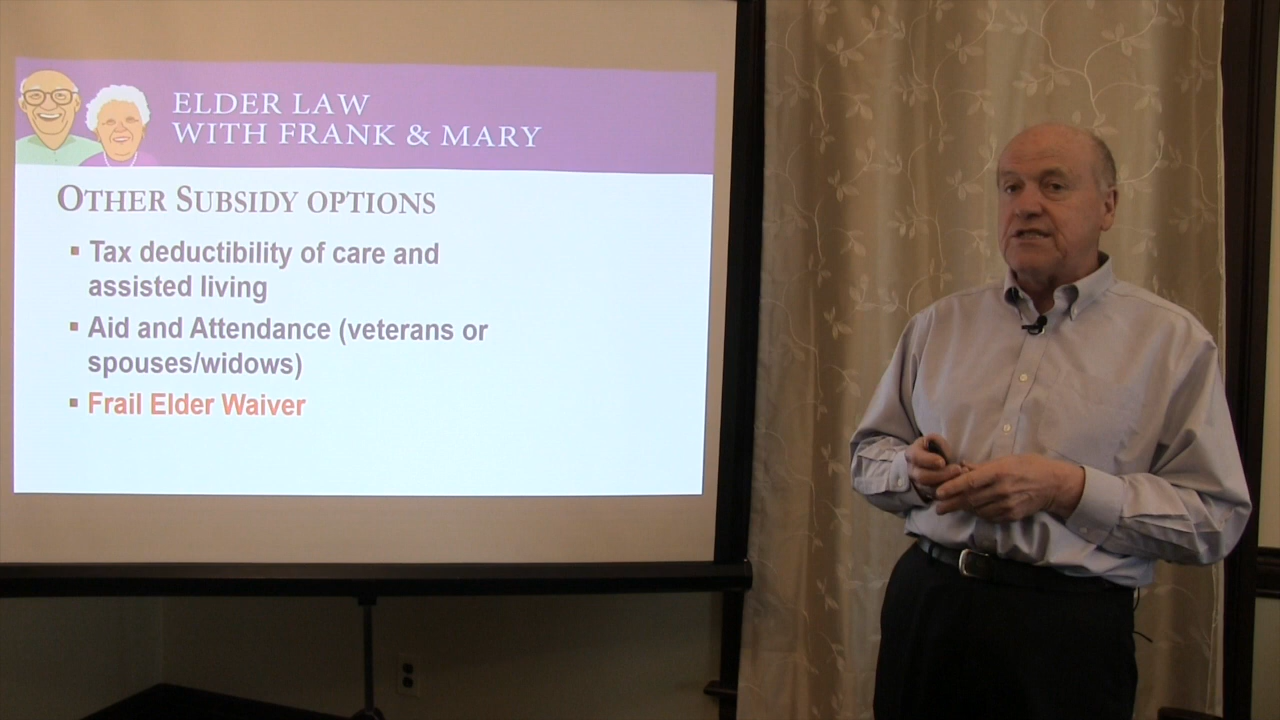 ELDER LAW
WITH FRANK & MARY
OTHER SUBSIDY OPTIONS
▪ Tax deductibility of care and
assisted living
▪ Aid and Attendance (veterans or
spouses/widows)
▪ Frail Elder Waiver